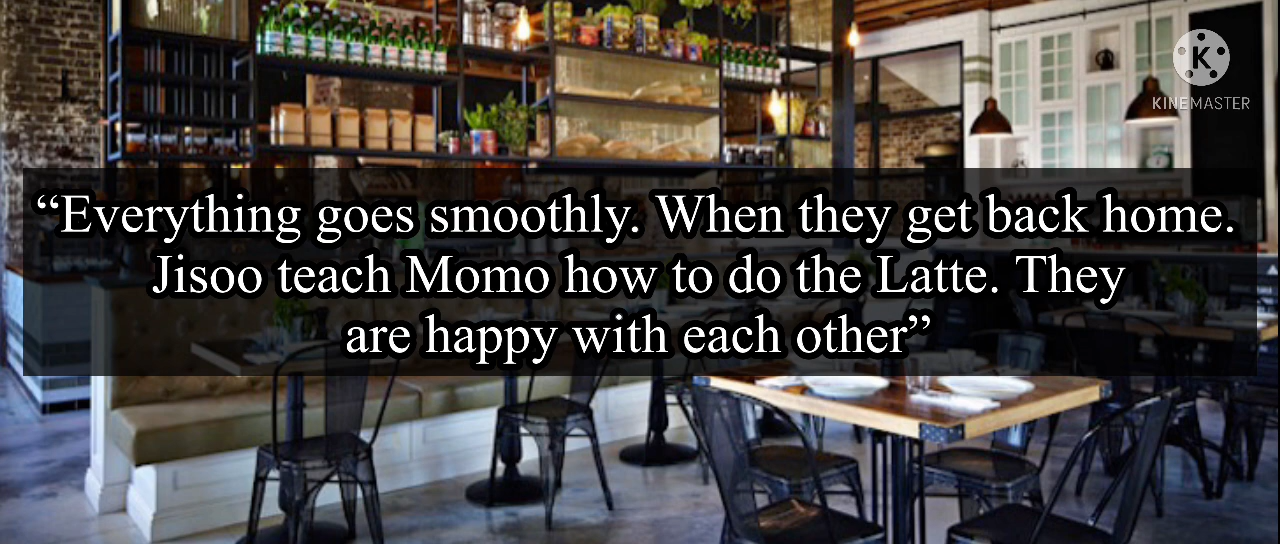 K
KINEMASTER
“Everything goes smoothly. When they get back home.
Jisoo teach Momo how to do the Latte. They
are happy with each other”